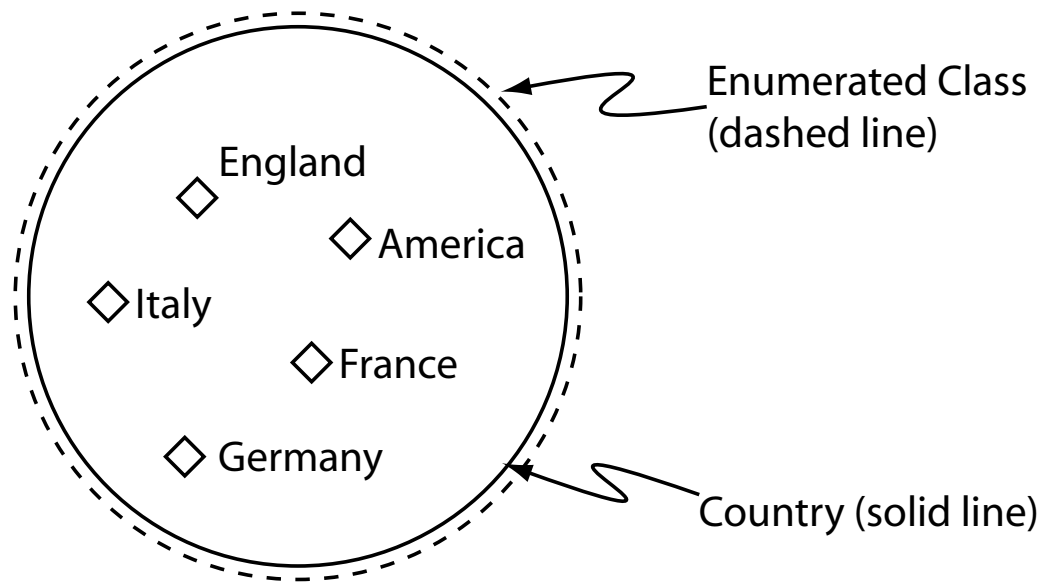 Enumerated Class
(dashed line)
England
America
Italy
France
Germany
Country (solid line)